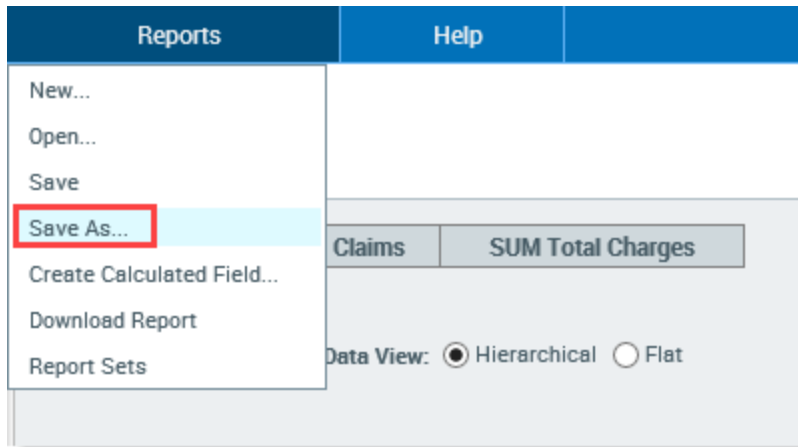 Reports Help
New...
Open...
Save
Save As...
Claims SUM Total Charges
Create Calculated Field...
Download Report
Data View: Hierarchical Flat
Report Sets